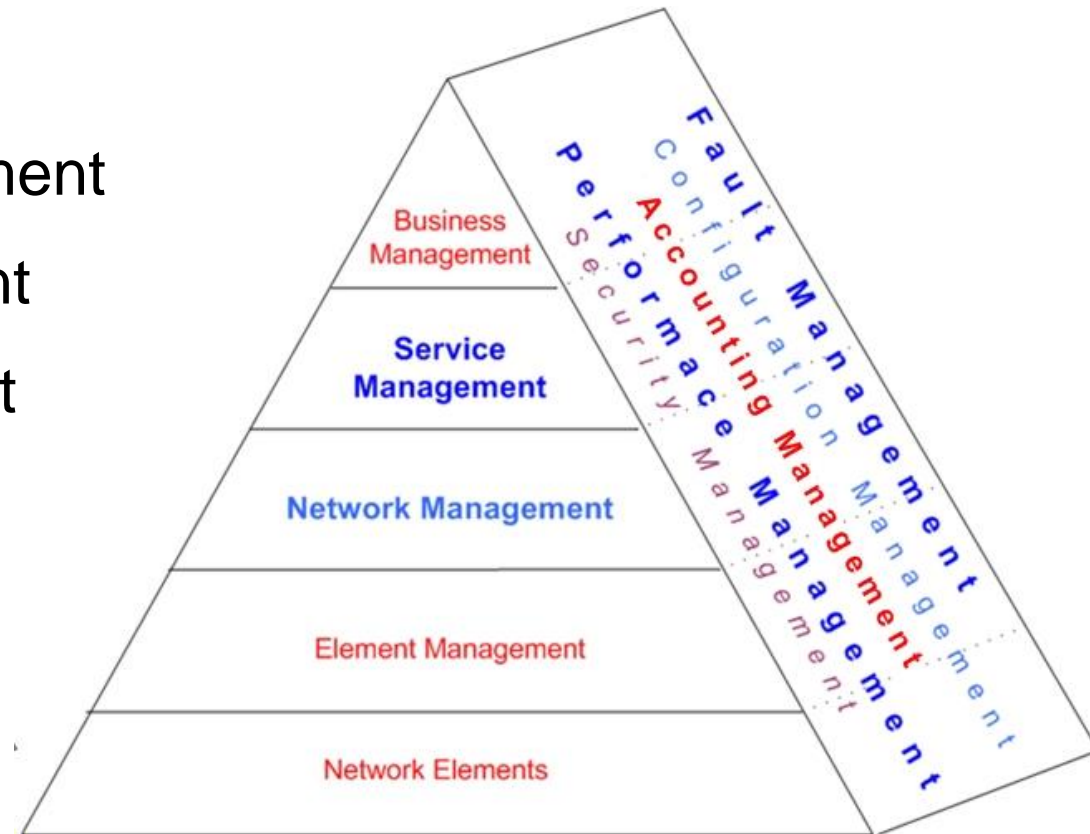 nent
nt
t
Business
Management
Service
Management
Network Management
Element Management
Network Elements
Fault Management
Configuration Management
Accounting Management
Performace Management
Security Management